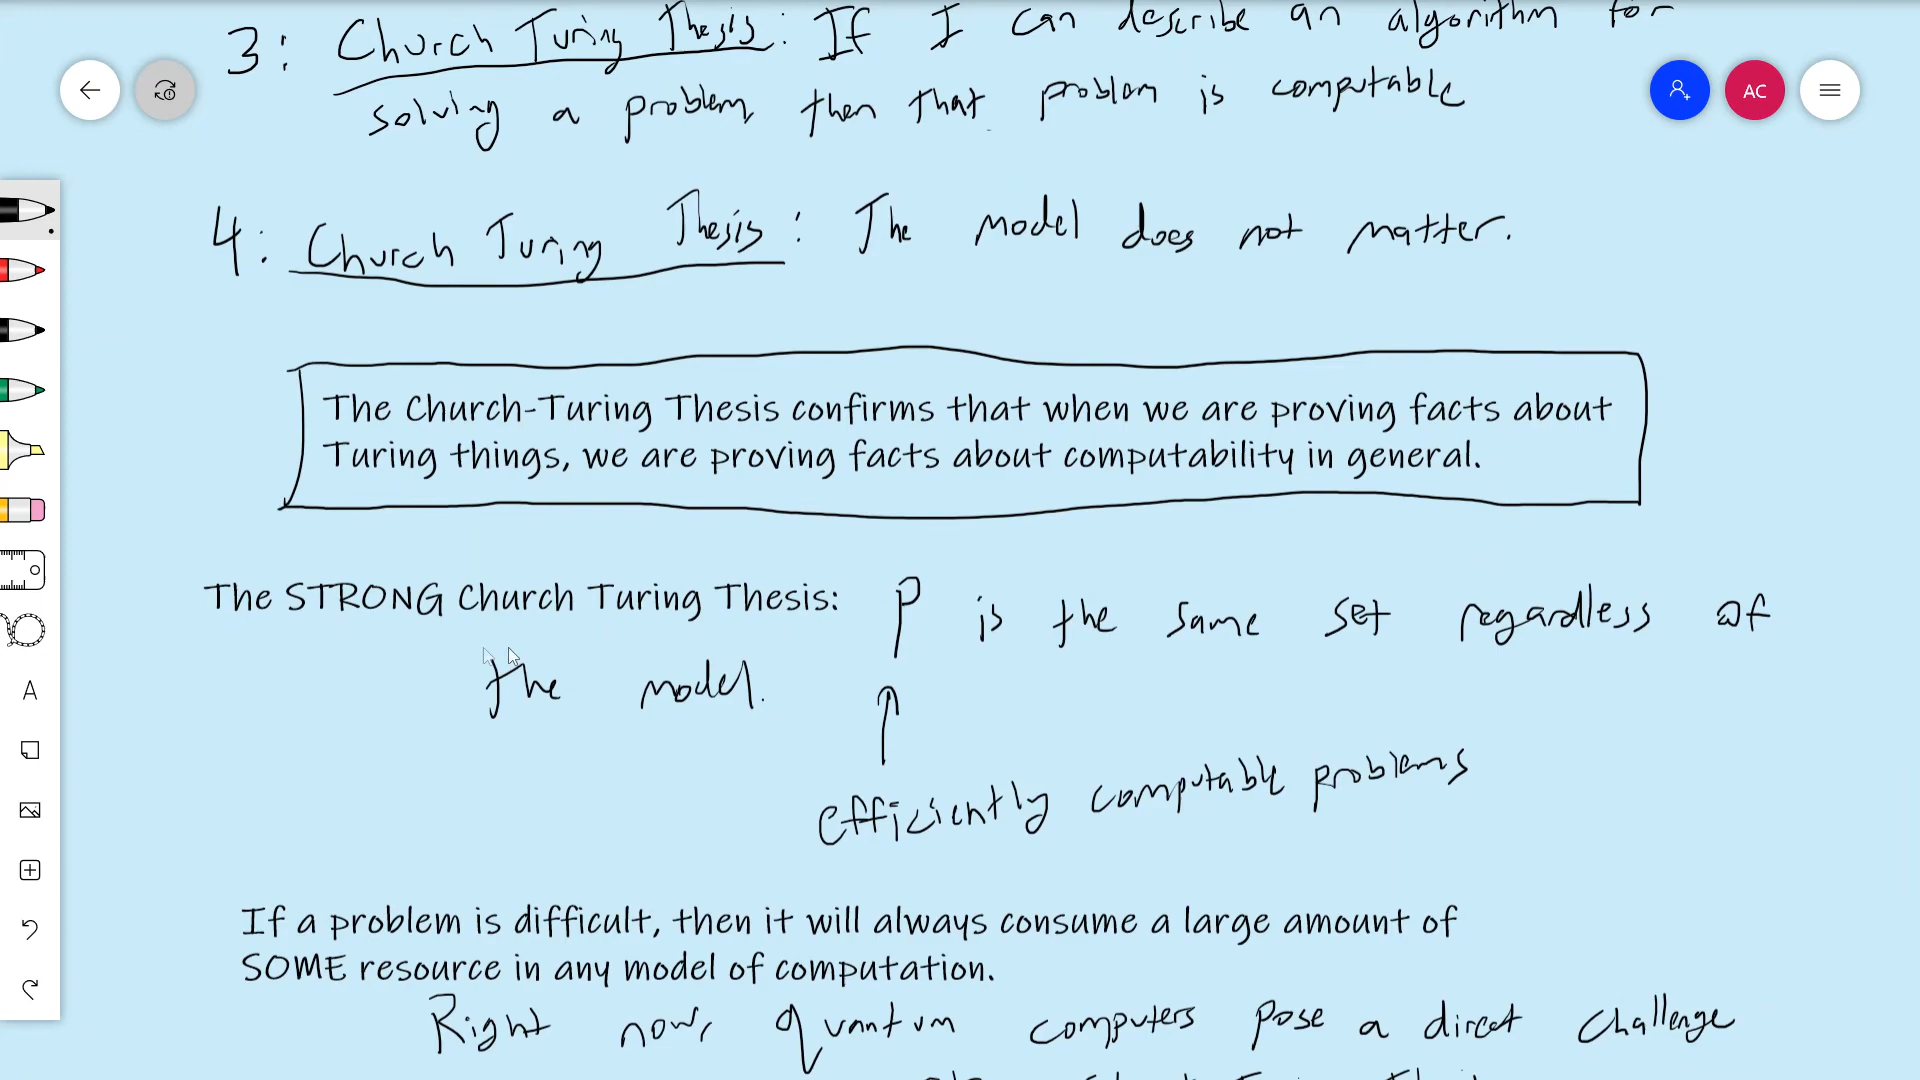 3: Church Turing Thesis: If I can describe an algorithm for
solving a problem, then that problem is computable
AC
4: Church Turing Thesis: The model does not matter.
The Church-Turing Thesis confirms that when we are proving facts about
Turing things, we are proving facts about computability in general.
The STRONG Church Turing Thesis: P is the same set regardless of
the model.
efficiently computable problems
A
If a problem is difficult, then it will always consume a large amount of
SOME resource in any model of computation.
Right now, quantum computers pose a direct challenge